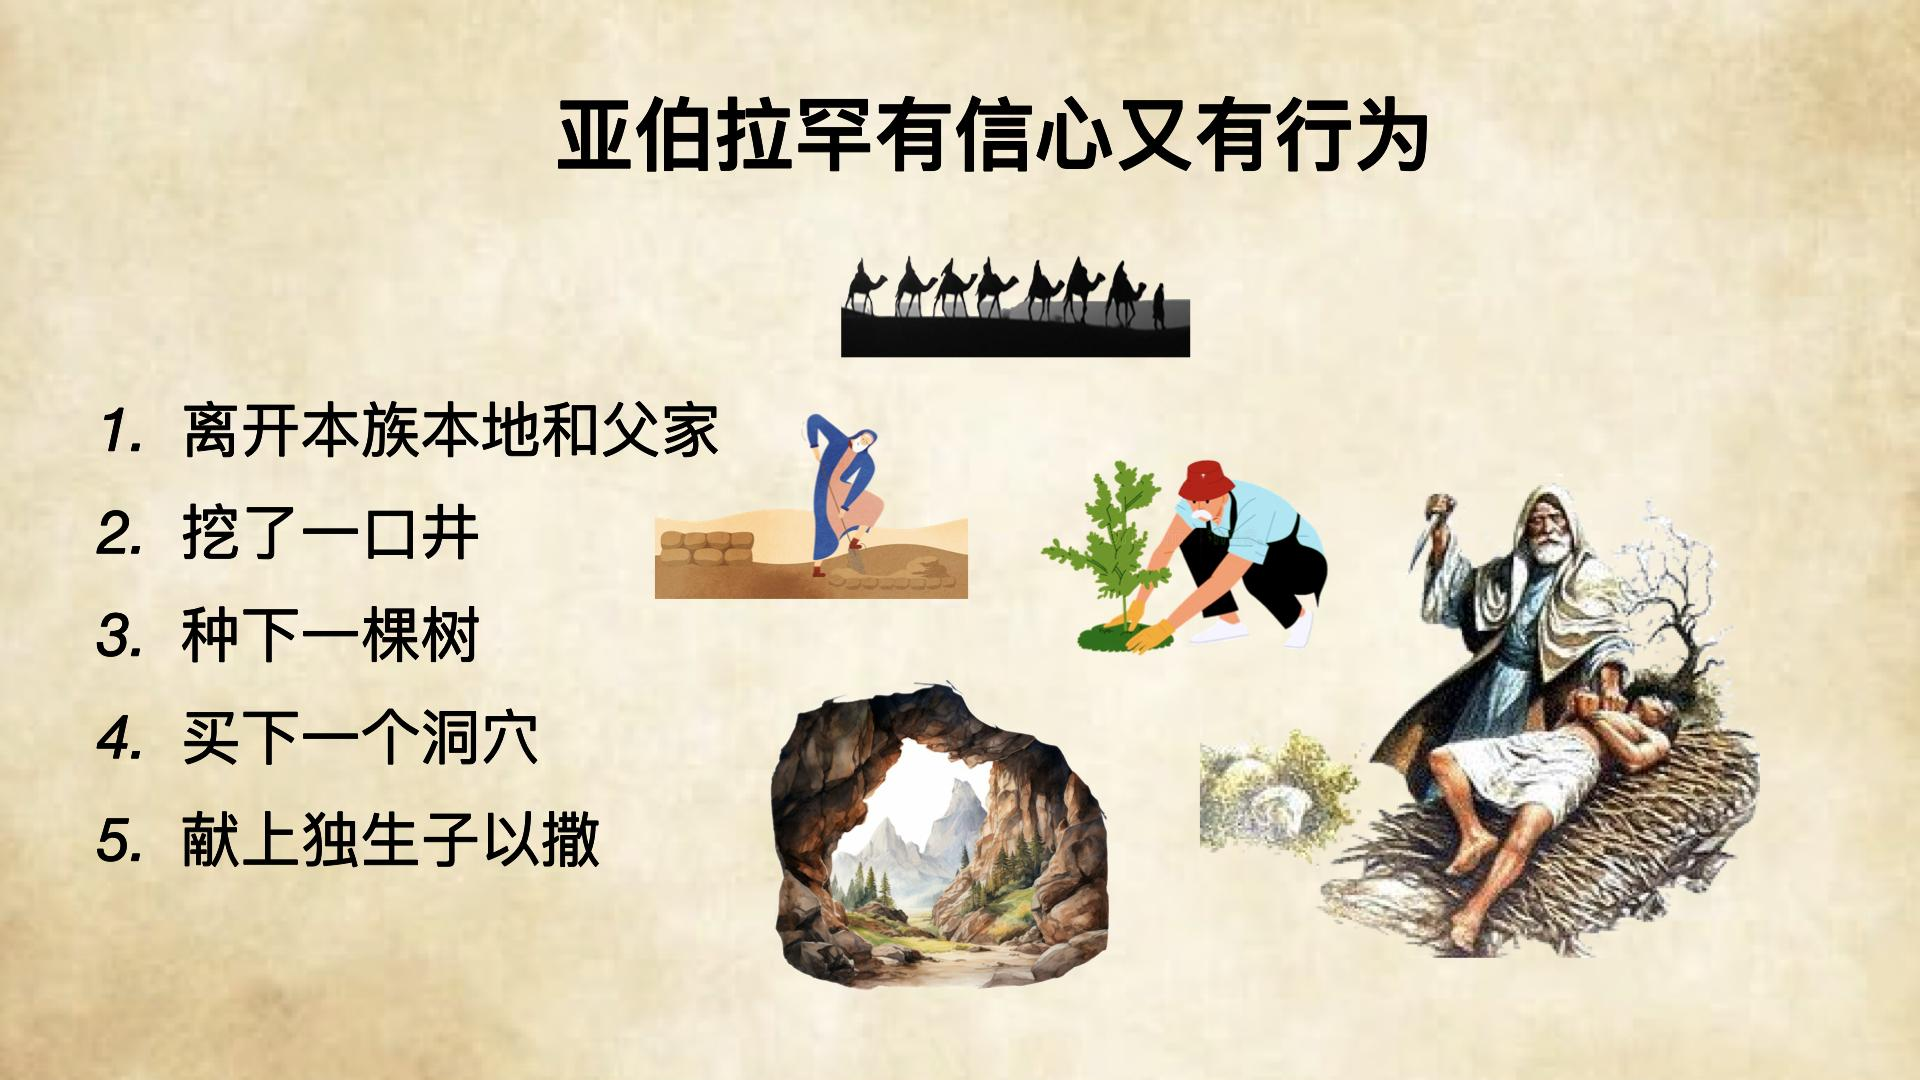 亚伯拉罕有信心又有行为
1. 离开本族本地和父家
2. 挖了一口井
3. 种下一棵树
4. 买下一个洞穴
5. 献上独生子以撒